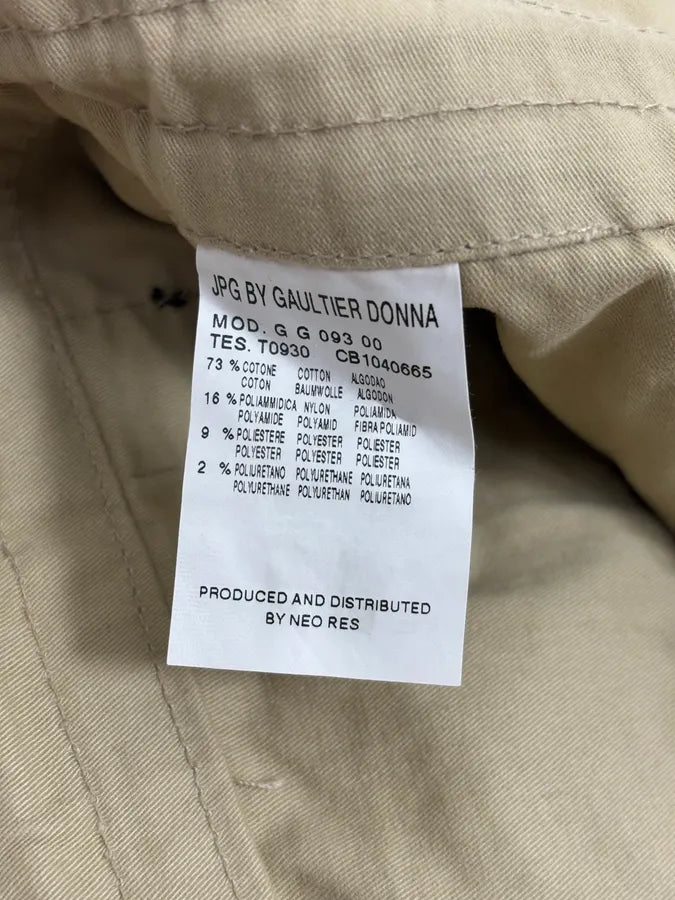 JPG BY GAULTIER DONNA
MOD. G G 093 00
TES. T0930 CB1040665
73 % COTONE COTTON ALGODAO
COTON BAUMWOLLE ALGODON
16 % POLIAMMIDICA NYLON POLIAMIDA
POLYAMIDE POLYAMID FIBRA POLIAMID
9 % POLIESTERE POLYESTER POLIESTER
POLYESTER POLYESTER POLIESTER
2 % POLIURETANO POLYURETHANE POLIURETANA
POLYURETHANE POLYURETHAN POLIURETANO
PRODUCED AND DISTRIBUTED
BY NEO RES